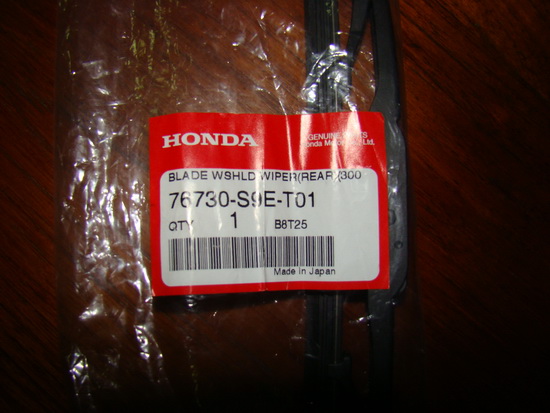 HONDA
GENUINE PARTS
Honda Motor Co., Ltd.
BLADE WSHLD WIPER(REAR)(300
76730-S9E-T01
QTY 1 B8T25
Made in Japan